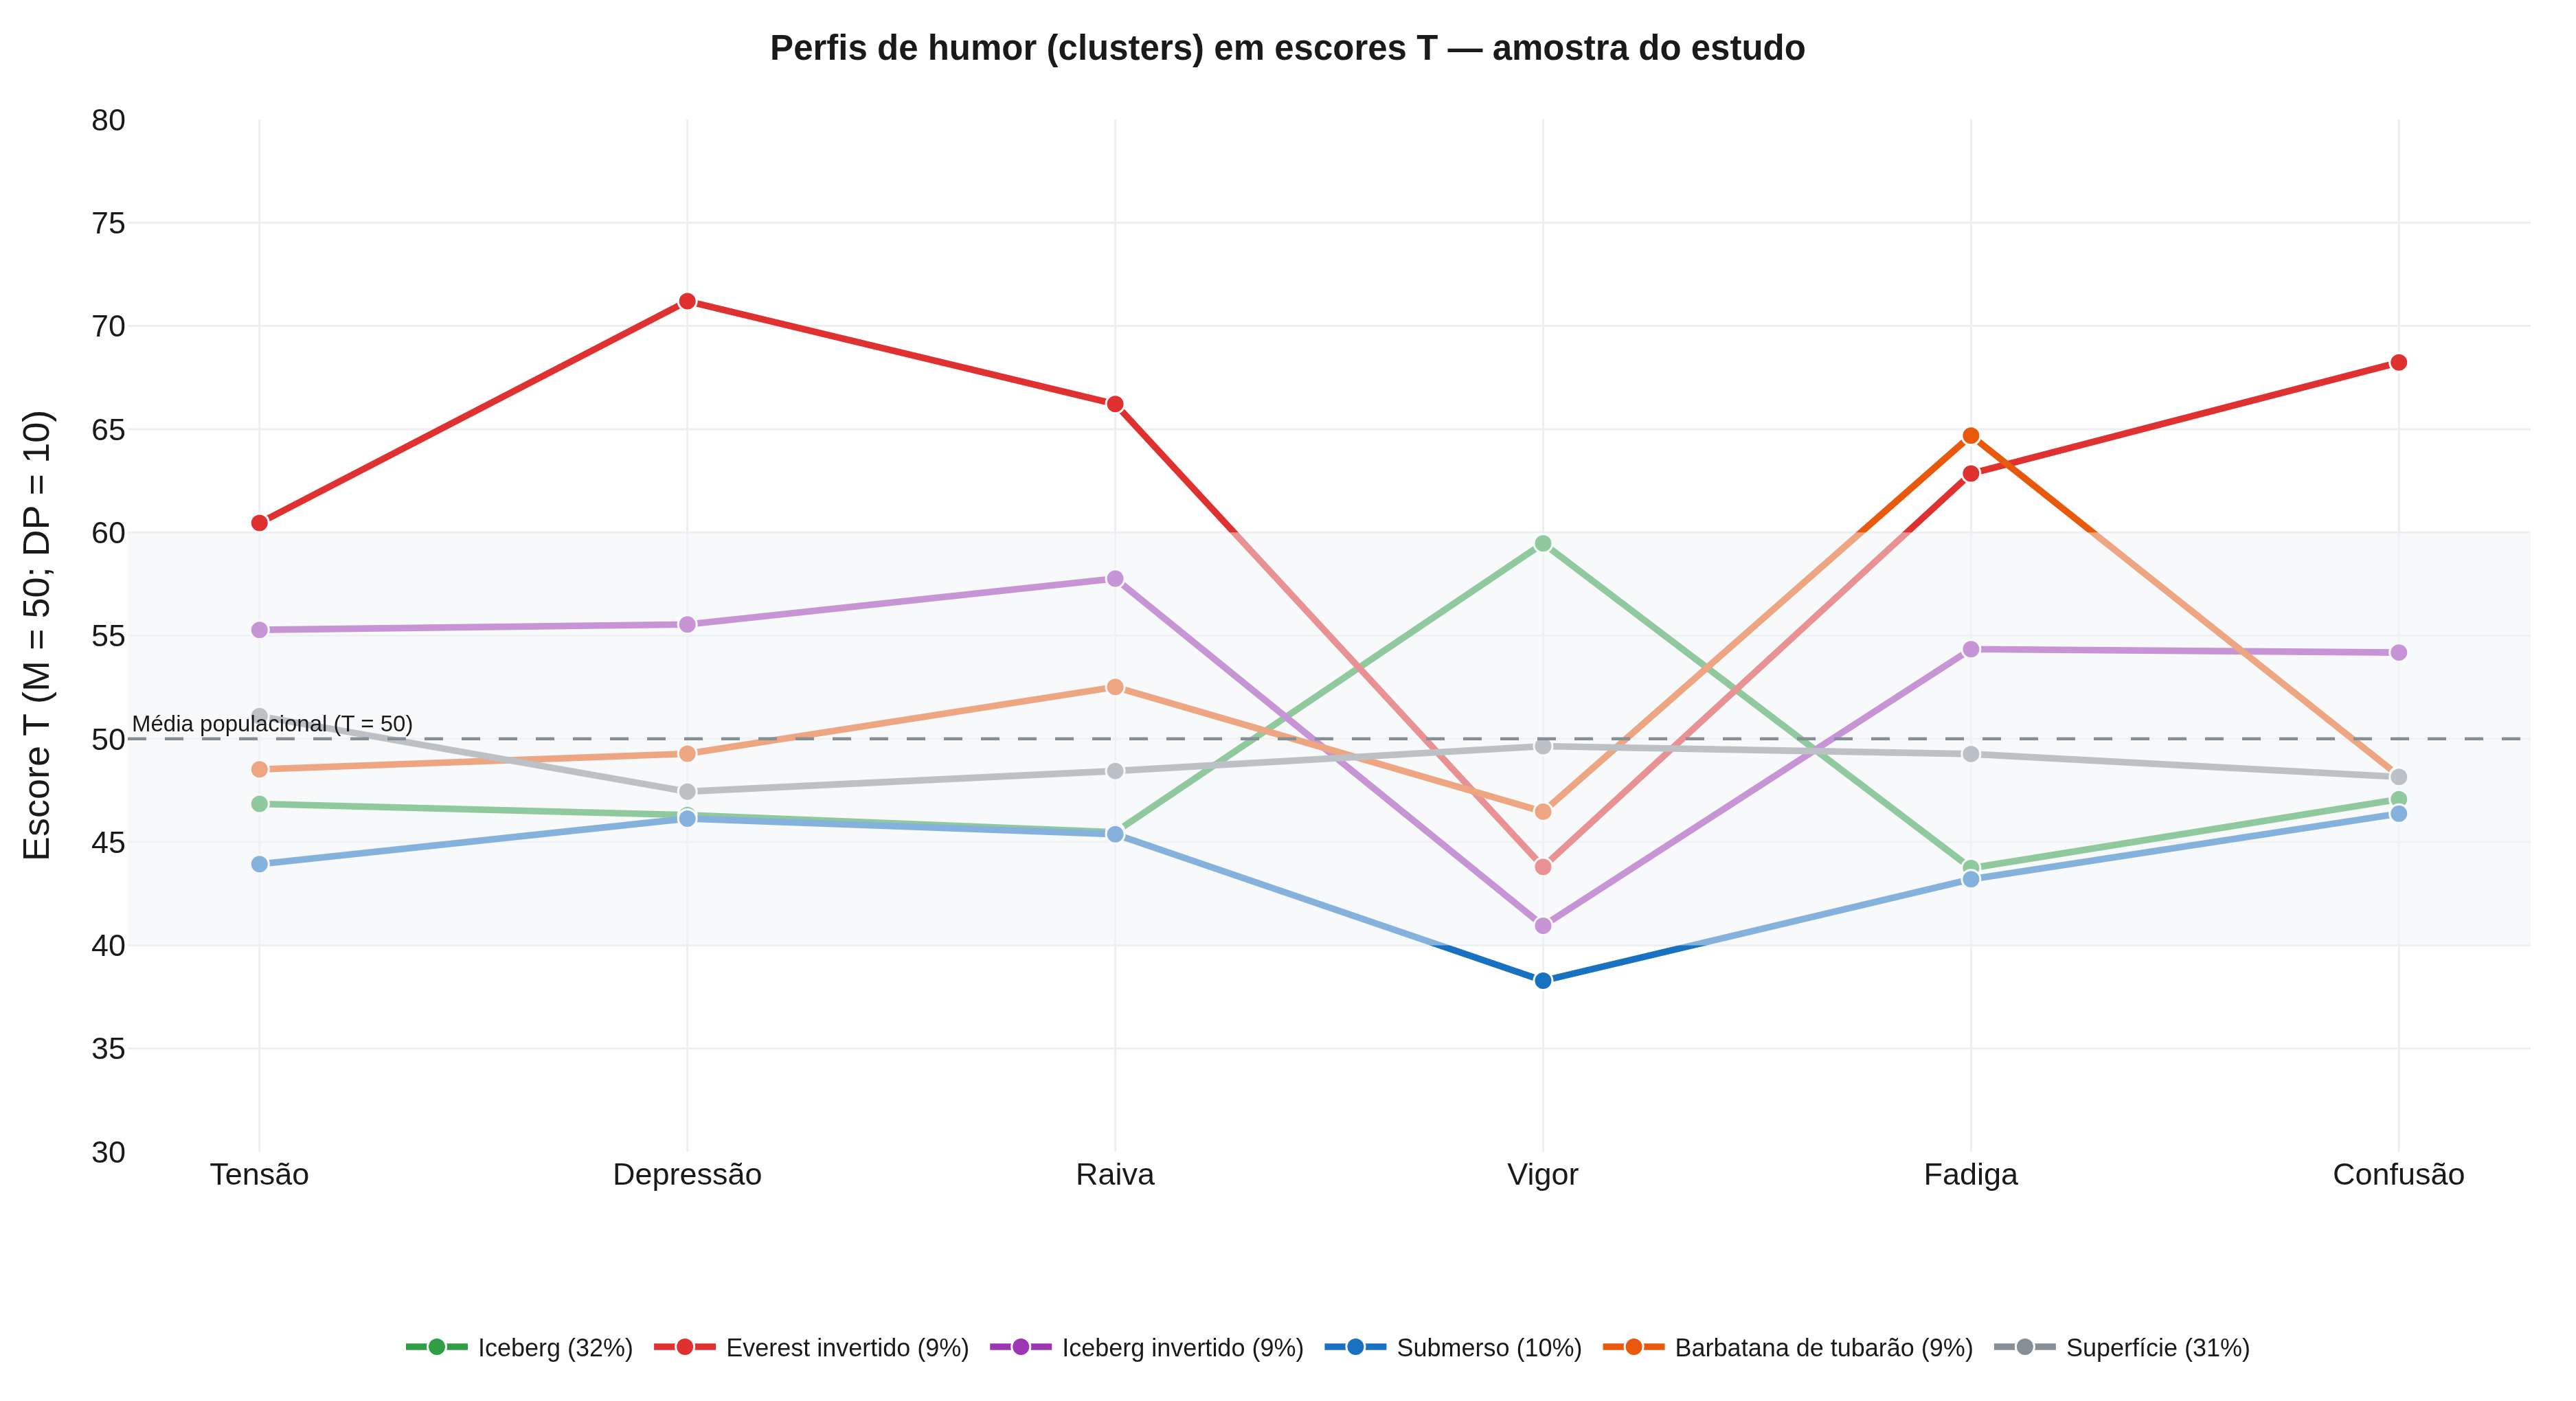 Perfis de humor (clusters) em escores T — amostra do estudo
Escore T (M = 50; DP = 10)
80
75
70
65
60
55
50
45
40
35
30
Média populacional (T = 50)
Tensão
Depressão
Raiva
Vigor
Fadiga
Confusão
Iceberg (32%)
Everest invertido (9%)
Iceberg invertido (9%)
Submerso (10%)
Barbatana de tubarão (9%)
Superfície (31%)